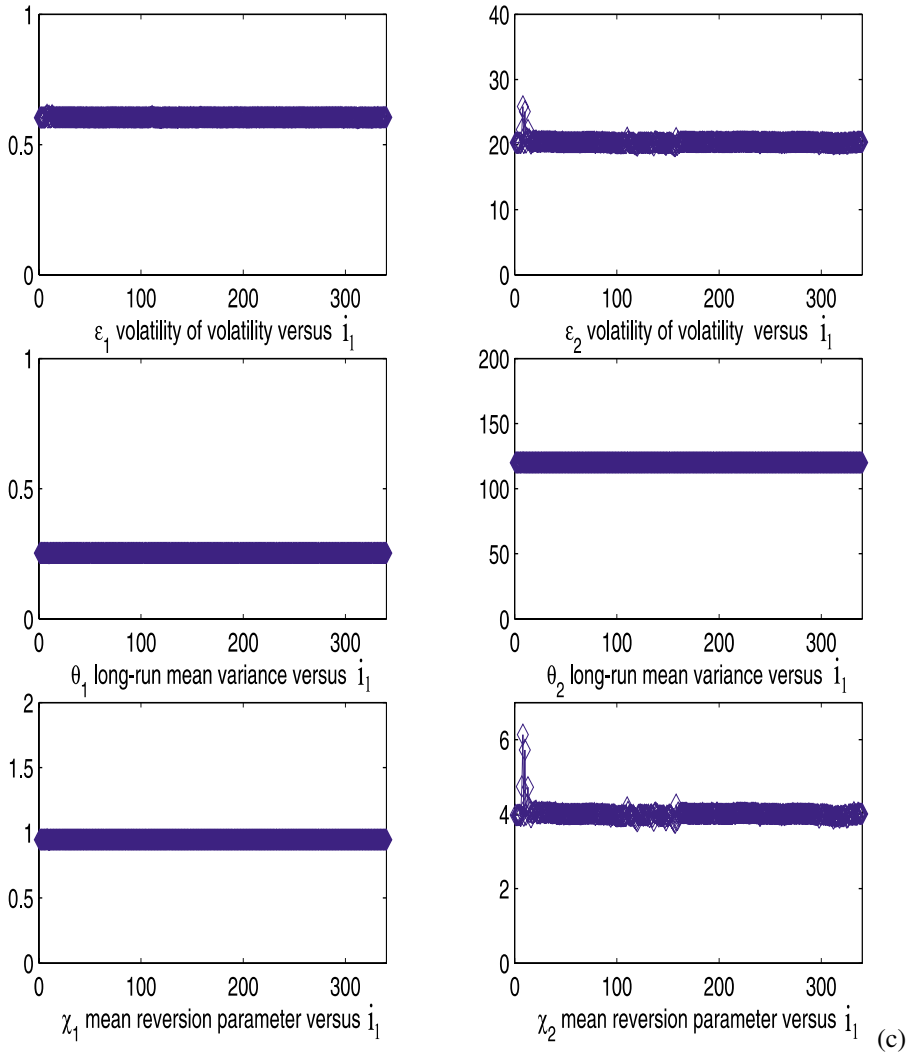 1
0.5
0
0 100 200 300
ε1 volatility of volatility versus i1
40
30
20
10
0
0 100 200 300
ε2 volatility of volatility versus i1
1
0.5
0
0 100 200 300
θ1 long-run mean variance versus i1
200
150
100
50
0
0 100 200 300
θ2 long-run mean variance versus i1
2
1.5
1
0.5
0
0 100 200 300
χ1 mean reversion parameter versus i1
6
4
2
0
0 100 200 300
χ2 mean reversion parameter versus i1
(c)